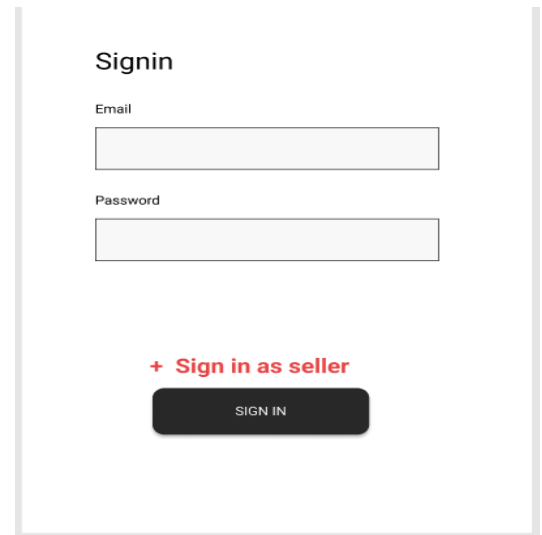 Signin
Email
Password
+ Sign in as seller
SIGN IN